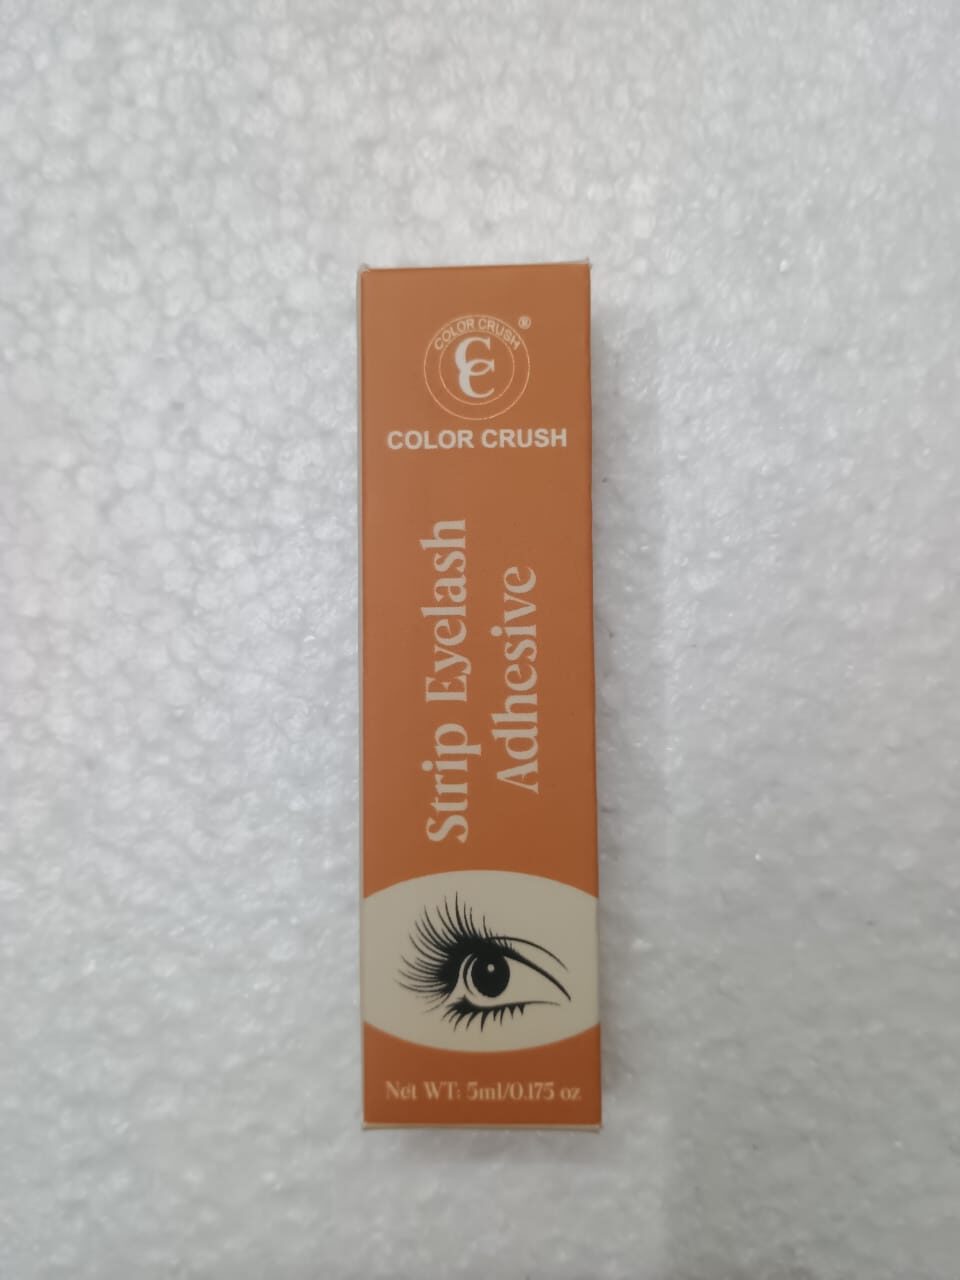 COLOR CRUSH
®
CC
COLOR CRUSH
Strip Eyelash
Adhesive
Net WT: 5ml/0.175 oz